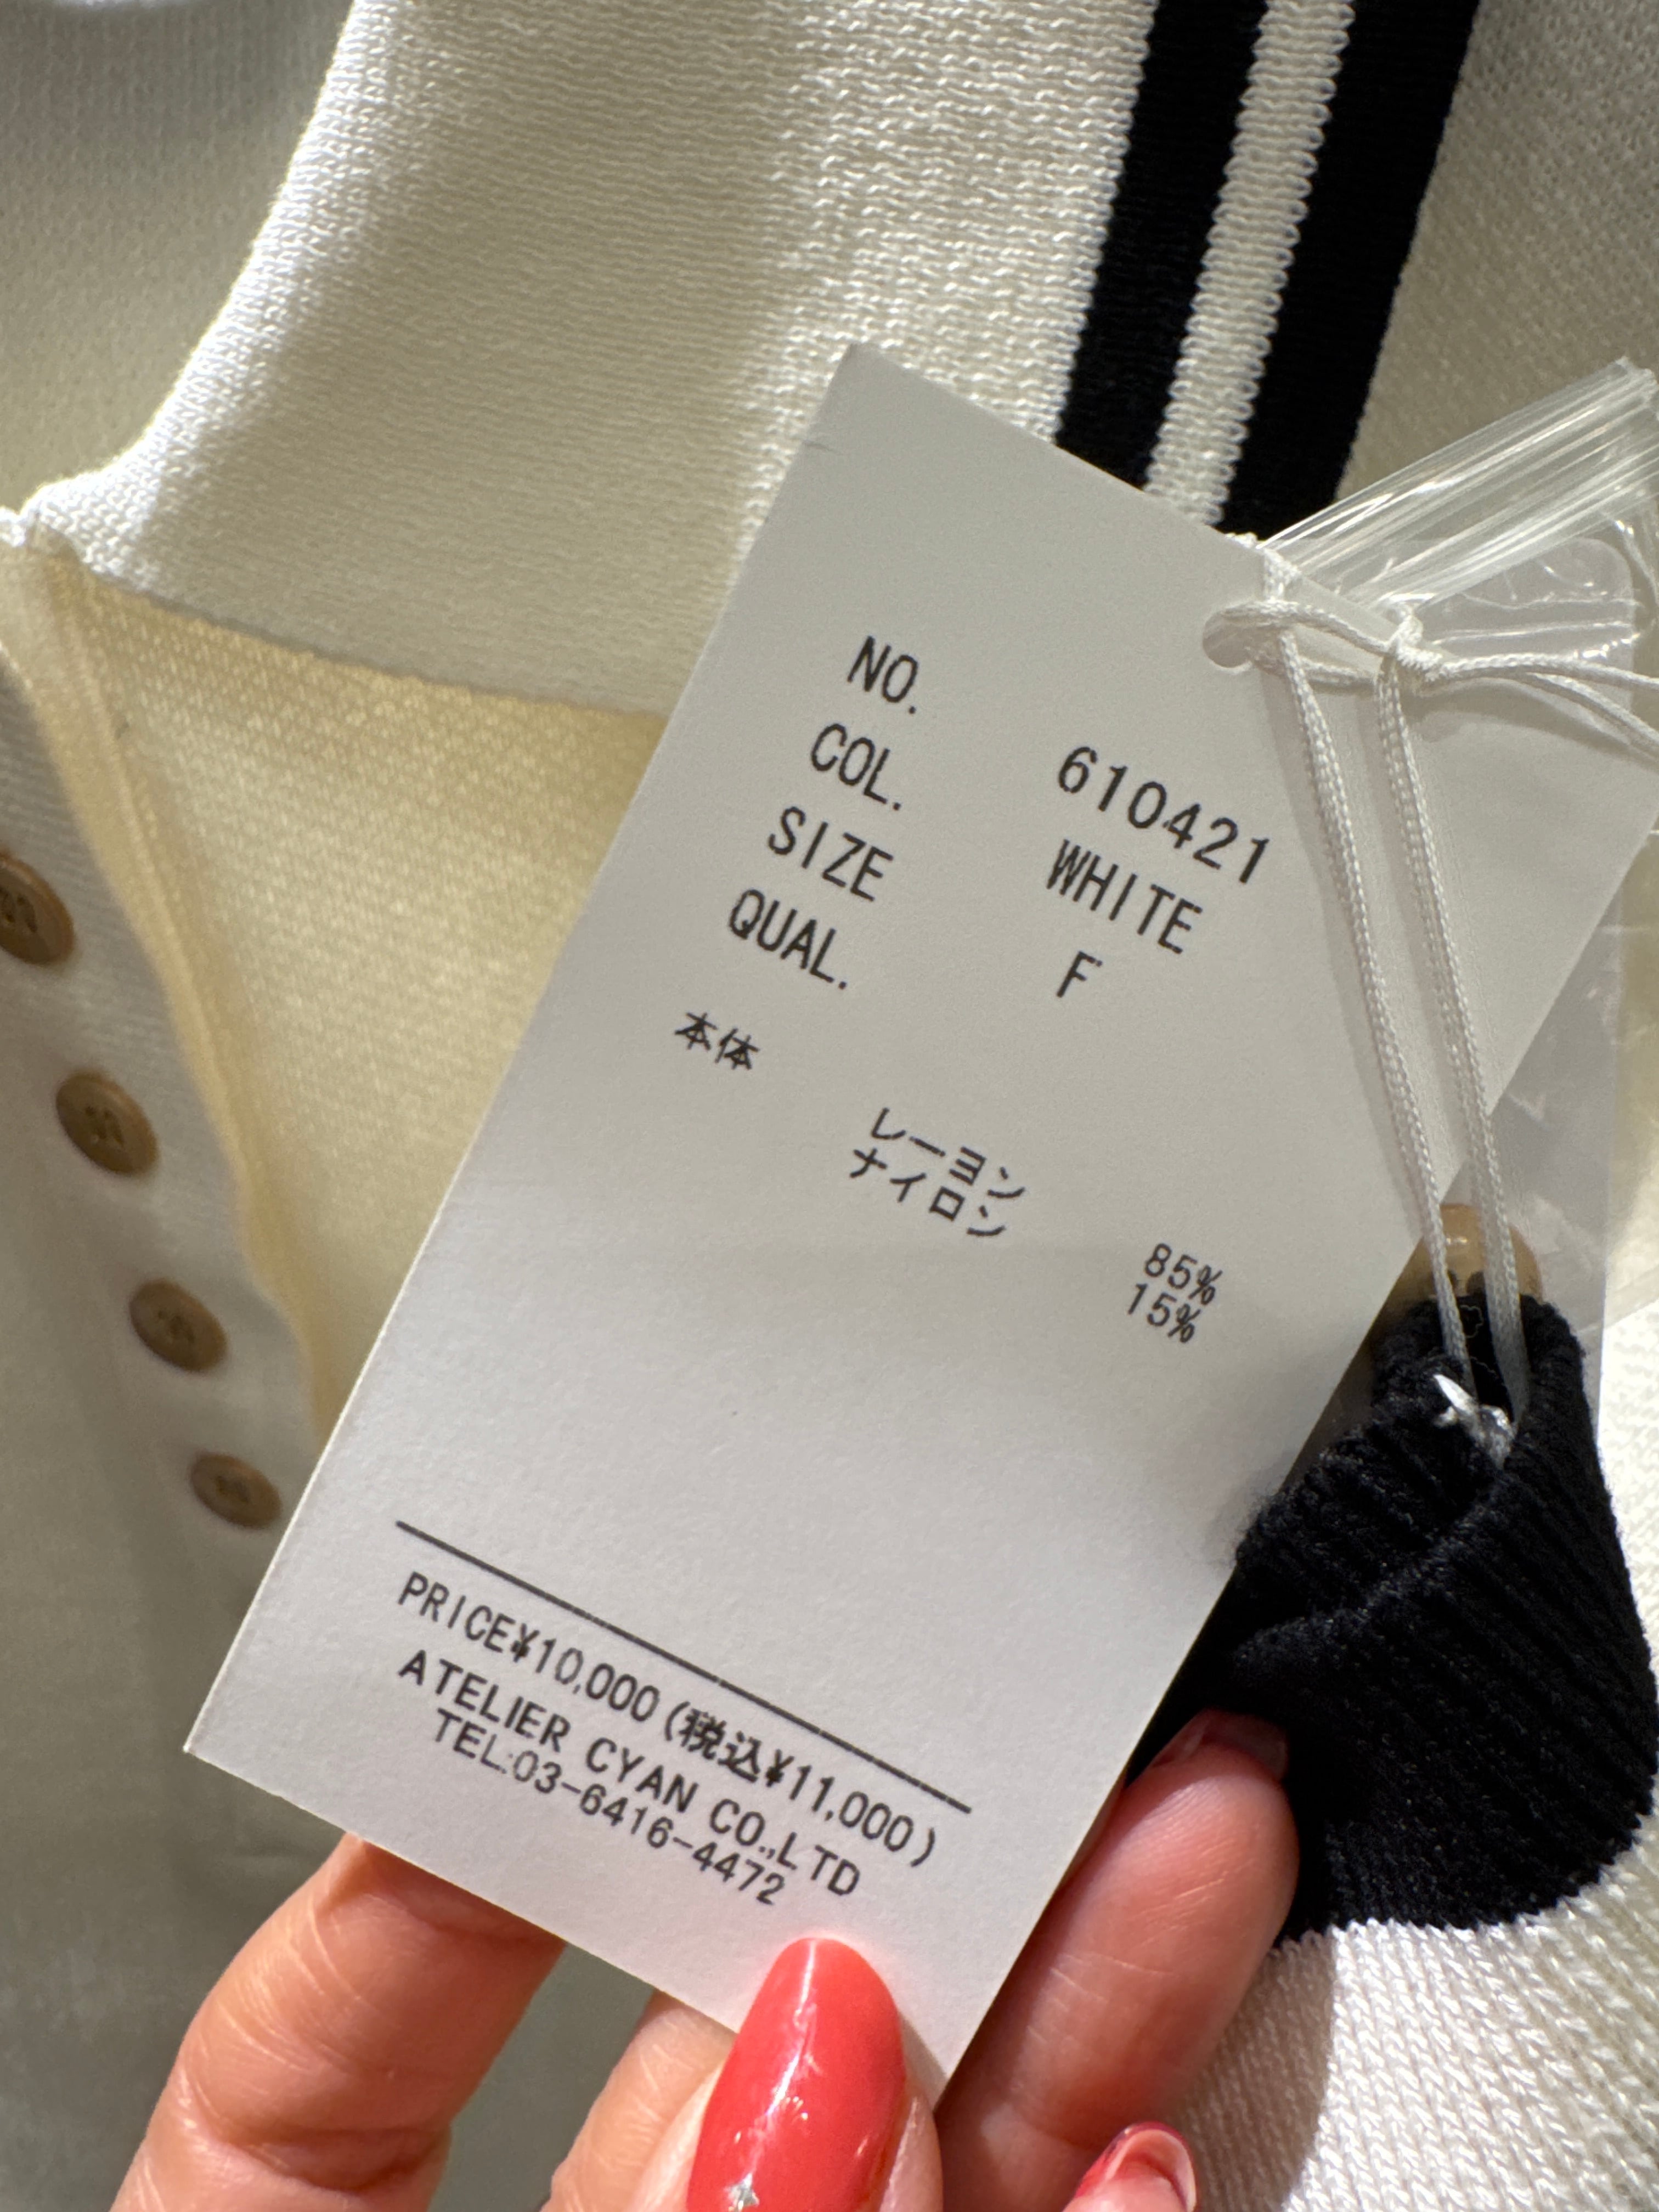 NO. 610421
COL. WHITE
SIZE F
QUAL.
本体
レーヨン 85%
ナイロン 15%
PRICE¥10,000(税込¥11,000)
ATELIER CYAN CO.,LTD
TEL:03-6416-4472